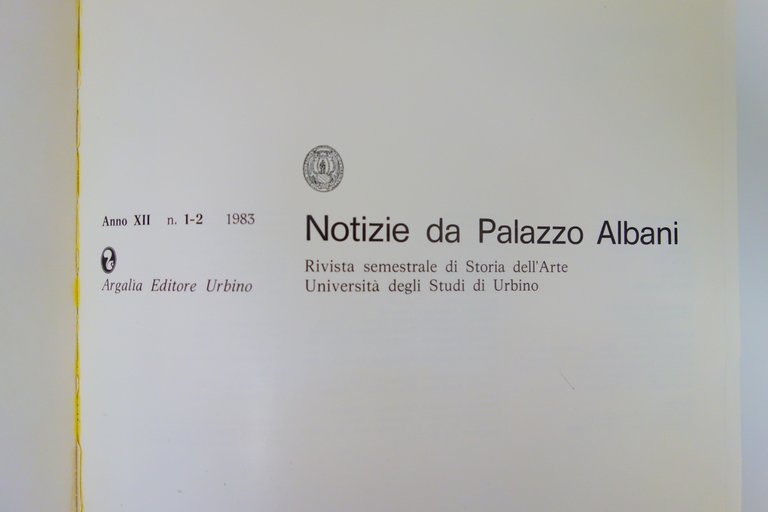 Anno XII n. 1-2 1983
Argalia Editore Urbino
Notizie da Palazzo Albani
Rivista semestrale di Storia dell'Arte
Università degli Studi di Urbino